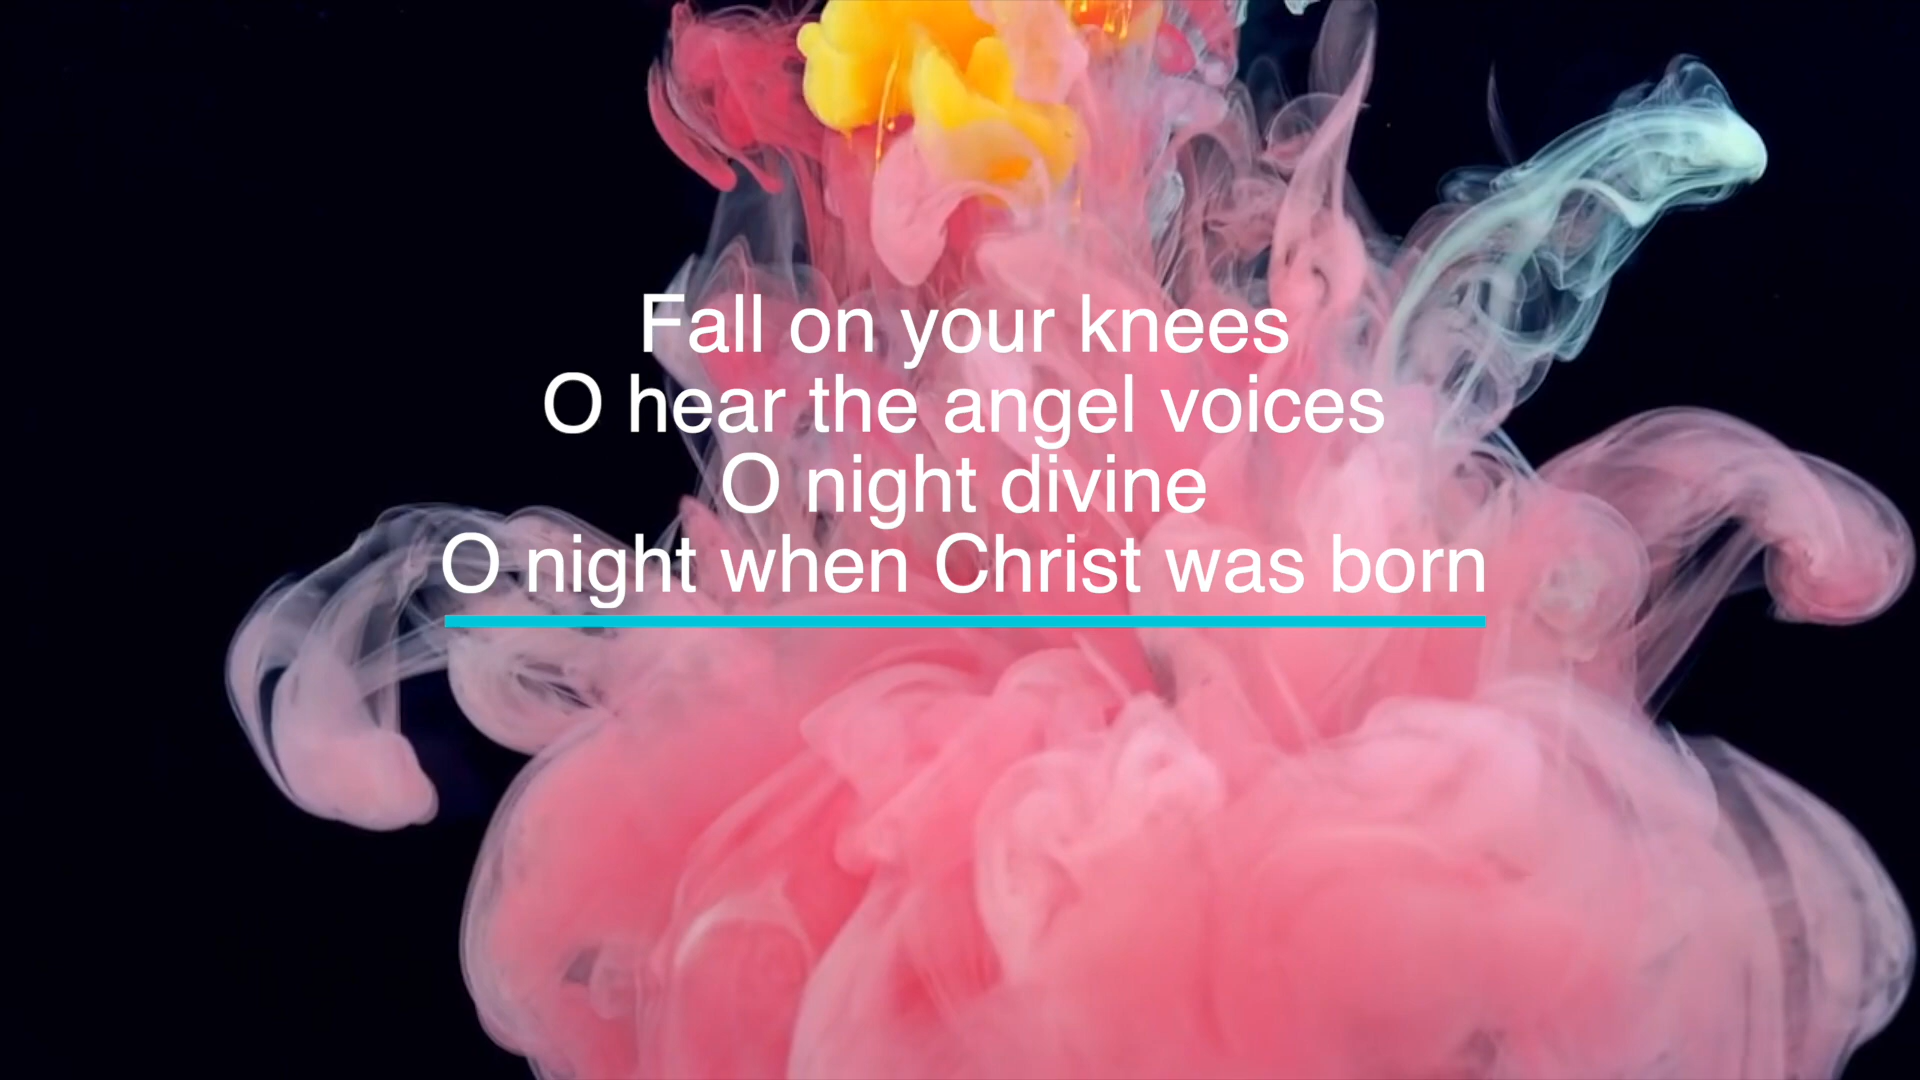 Fall on your knees
O hear the angel voices
O night divine
O night when Christ was born